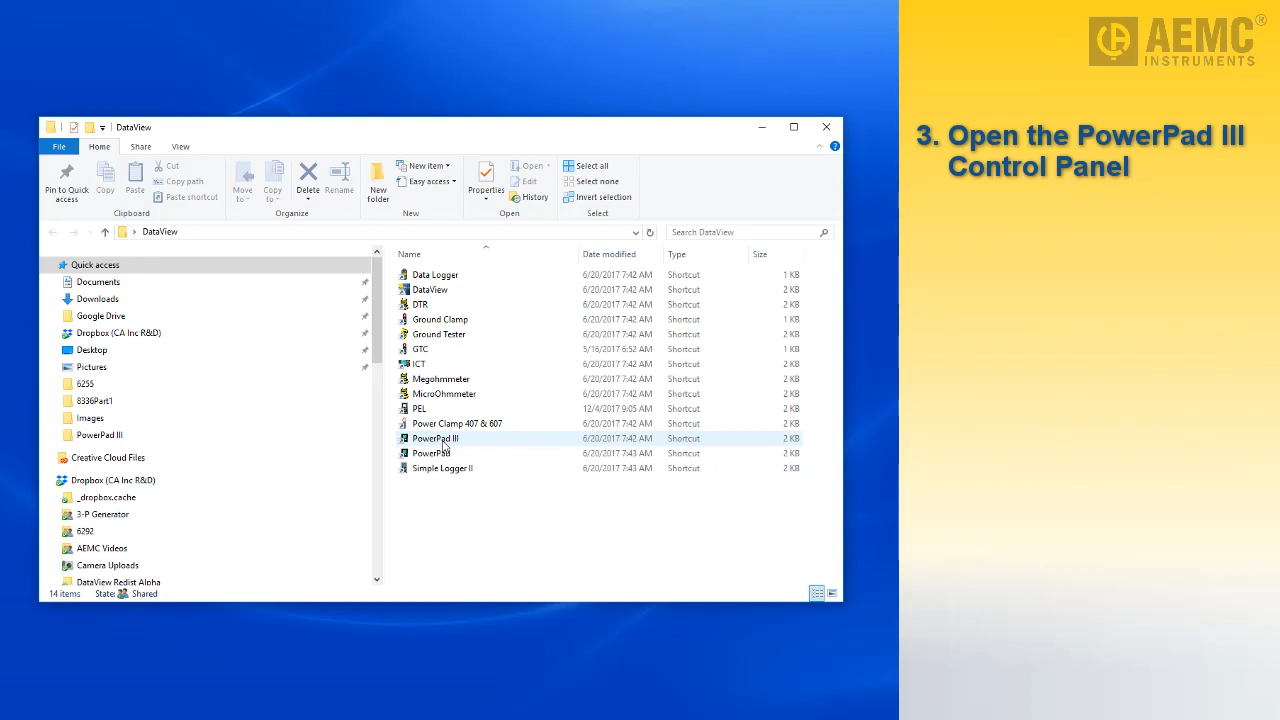 AEMC®
INSTRUMENTS
3. Open the PowerPad III
Control Panel
DataView
File Home Share View
Pin to Quick access
Copy
Paste
Cut
Copy path
Paste shortcut
Clipboard
Move to
Copy to
Delete
Rename
Organize
New folder
New item
Easy access
New
Properties
Open
Edit
History
Open
Select all
Select none
Invert selection
Select
DataView
Search DataView
Quick access
Documents
Downloads
Google Drive
Dropbox (CA Inc R&D)
Desktop
Pictures
6255
8336Part1
Images
PowerPad III
Creative Cloud Files
Dropbox (CA Inc R&D)
_dropbox.cache
3-P Generator
6292
AEMC Videos
Camera Uploads
DataView Redist Alpha
Name Date modified Type Size
Data Logger 6/20/2017 7:42 AM Shortcut 1 KB
DataView 6/20/2017 7:42 AM Shortcut 2 KB
DTR 6/20/2017 7:42 AM Shortcut 2 KB
Ground Clamp 6/20/2017 7:42 AM Shortcut 2 KB
Ground Tester 6/20/2017 7:42 AM Shortcut 2 KB
GTC 5/16/2017 6:52 AM Shortcut 1 KB
ICT 6/20/2017 7:42 AM Shortcut 2 KB
Megohmmeter 6/20/2017 7:42 AM Shortcut 2 KB
MicroOhmmeter 6/20/2017 7:42 AM Shortcut 2 KB
PEL 12/4/2017 9:05 AM Shortcut 2 KB
Power Clamp 407 & 607 6/20/2017 7:42 AM Shortcut 2 KB
PowerPad III 6/20/2017 7:42 AM Shortcut 2 KB
PowerPad 6/20/2017 7:43 AM Shortcut 2 KB
Simple Logger II 6/20/2017 7:43 AM Shortcut 2 KB
14 items State: Shared